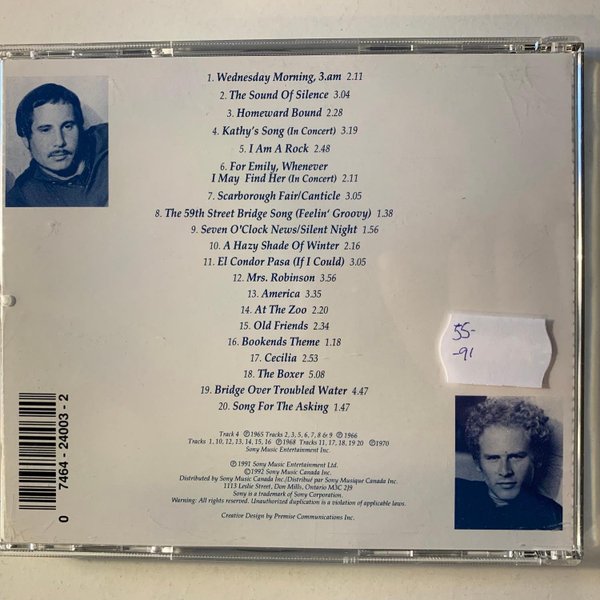 1. Wednesday Morning, 3.am 2.11
2. The Sound Of Silence 3.04
3. Homeward Bound 2.28
4. Kathy's Song (In Concert) 3.19
5. I Am A Rock 2.48
6. For Emily, Whenever
I May Find Her (In Concert) 2.11
7. Scarborough Fair/Canticle 3.05
8. The 59th Street Bridge Song (Feelin' Groovy) 1.38
9. Seven O'Clock News/Silent Night 1.56
10. A Hazy Shade Of Winter 2.16
11. El Condor Pasa (If I Could) 3.05
12. Mrs. Robinson 3.56
13. America 3.35
14. At The Zoo 2.20
15. Old Friends 2.34
16. Bookends Theme 1.18
17. Cecilia 2.53
18. The Boxer 5.08
19. Bridge Over Troubled Water 4.47
20. Song For The Asking 1.47
55-
-91
0 7464 - 24003 - 2
Track 4 ℗1965 Tracks 2, 3, 5, 6, 7, 8 & 9 ℗1966
Tracks 1, 10, 12, 13, 14, 15, 16 ℗1968 Tracks 11, 17, 18, 19 20 ℗1970
Sony Music Entertainment Inc.
℗1991 Sony Music Entertainment Ltd.
©1992 Sony Music Canada Inc.
Distributed by Sony Music Canada Inc./Distribué par Sony Musique Canada Inc.
1113 Leslie Street, Don Mills, Ontario M3C 2J9
Sony is a trademark of Sony Corporation.
Warning: All rights reserved. Unauthorized duplication is a violation of applicable laws.
Creative Design by Premise Communications Inc.